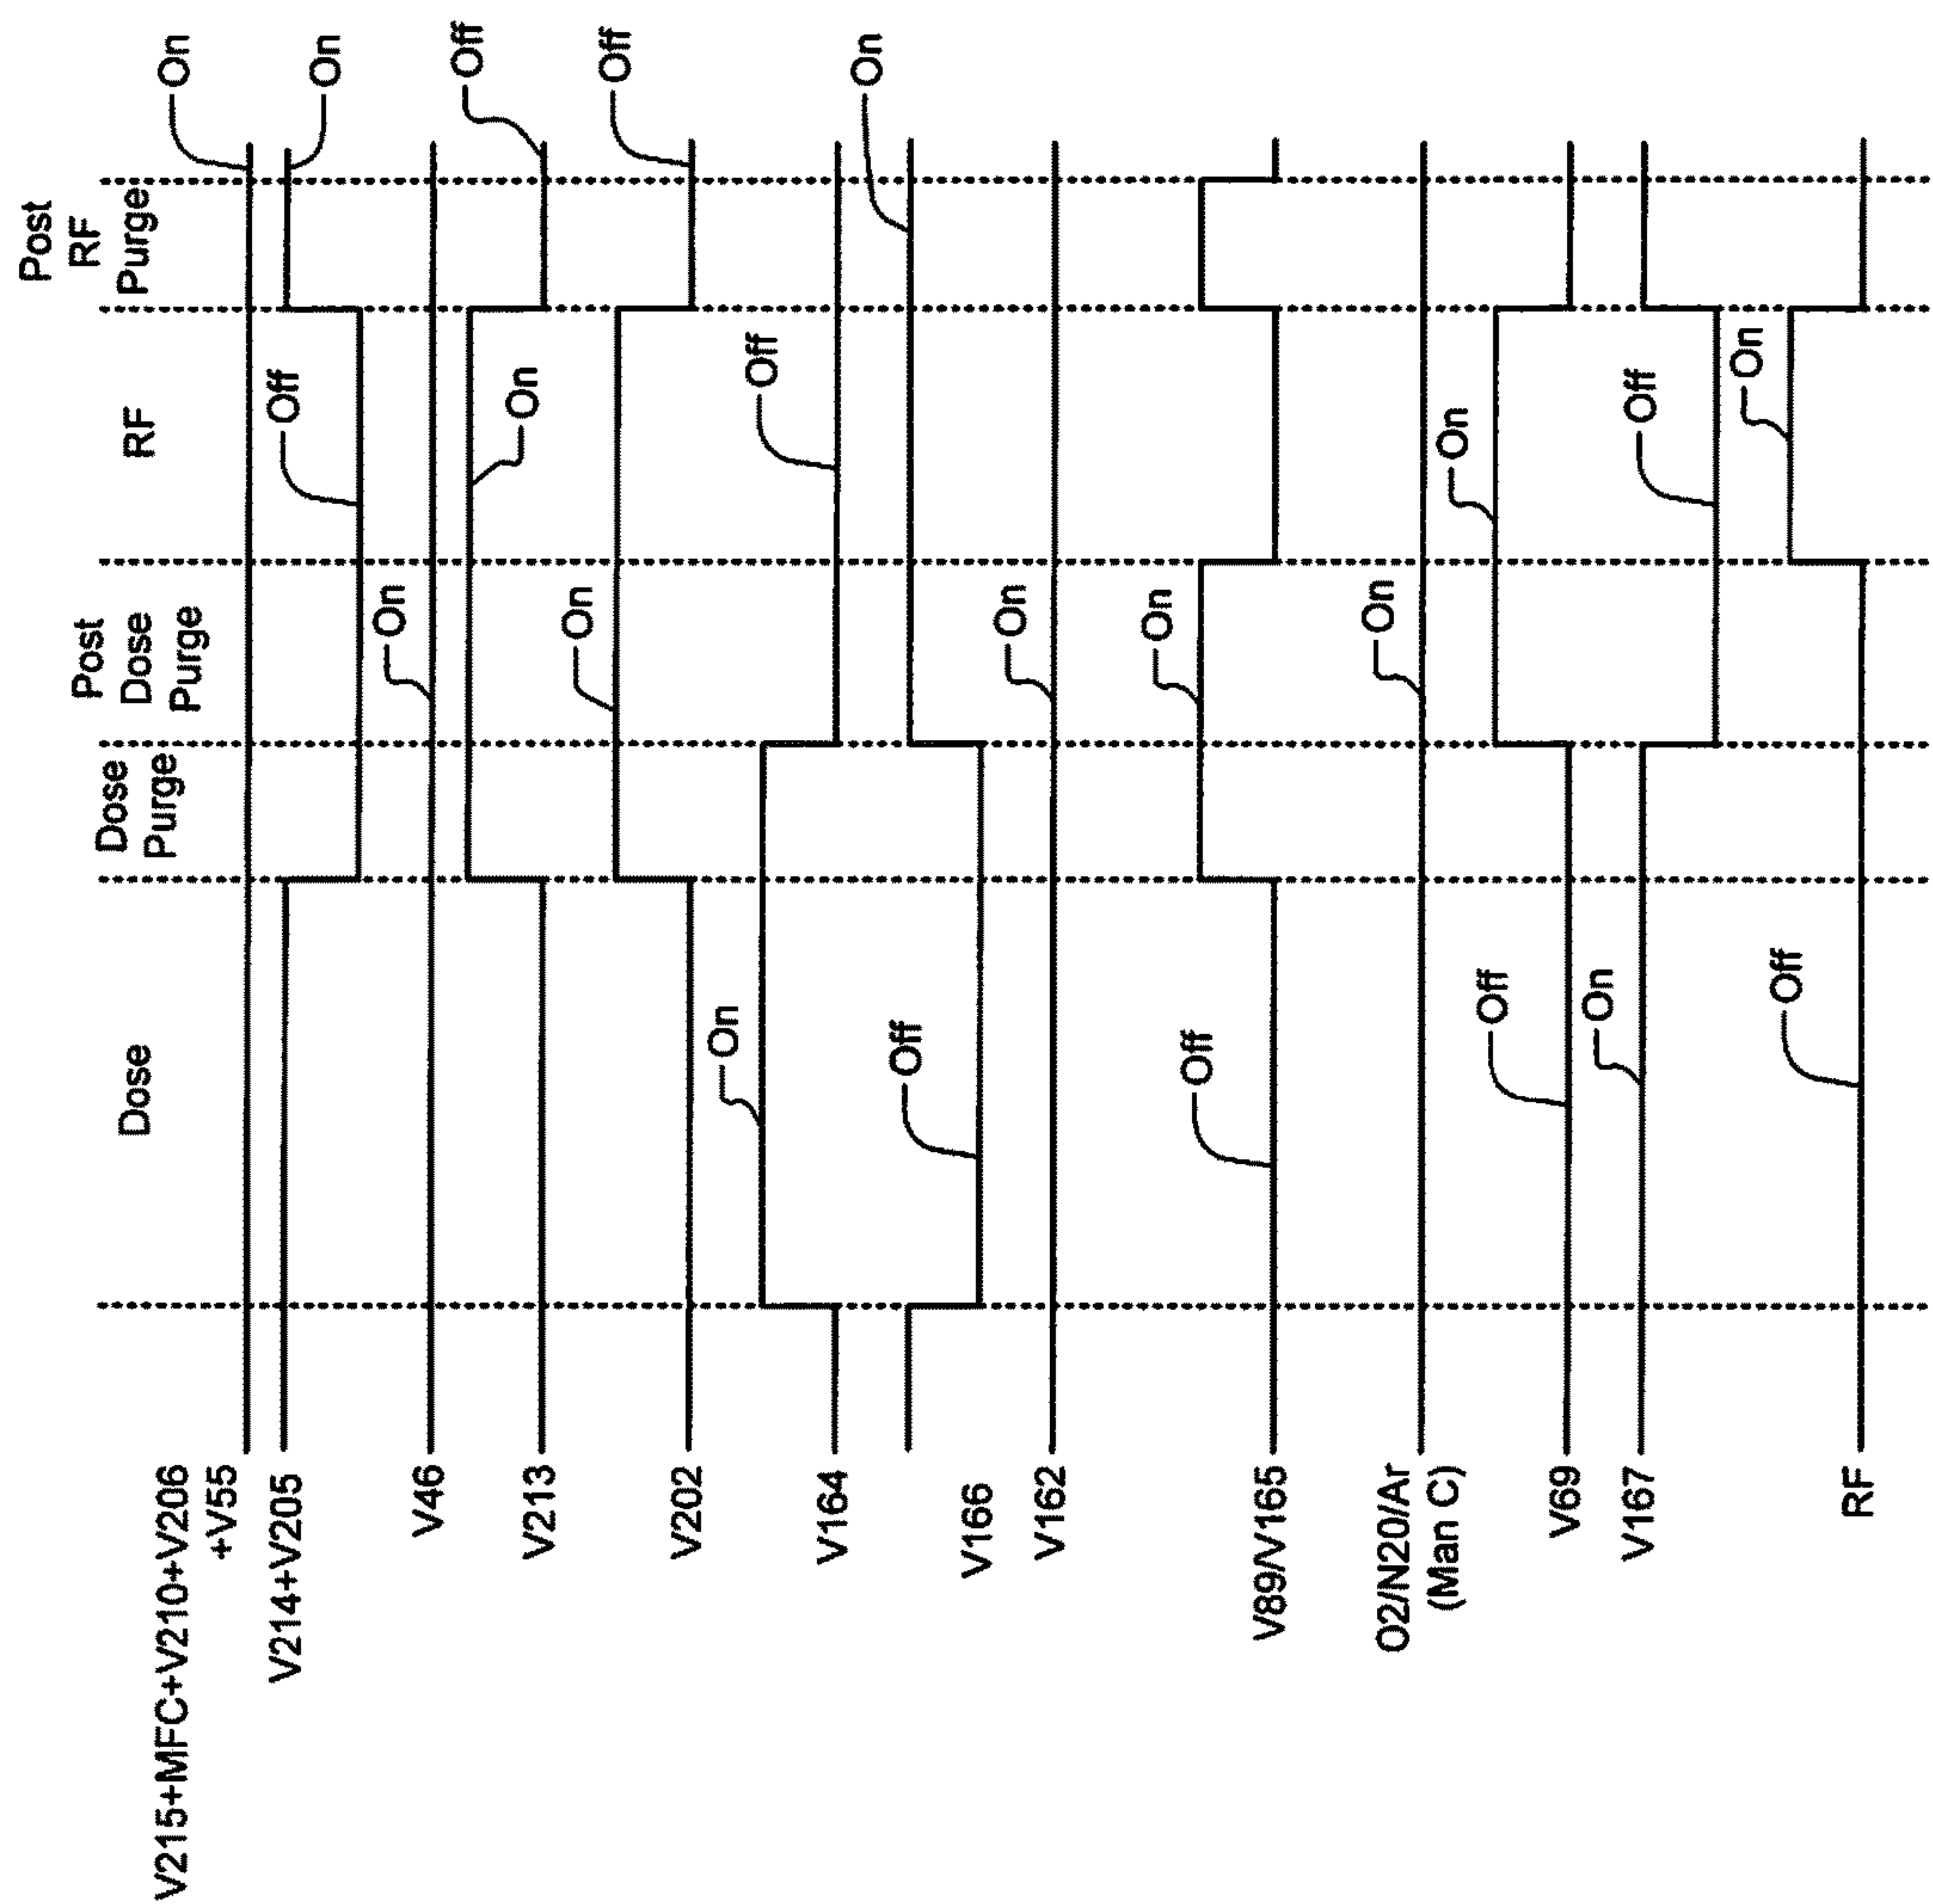 Dose
Dose
Purge
Post
Dose
Purge
RF
Post
RF
Purge
V215+MFC+V210+V206
+V55
On
V214+V205
Off
On
V46
On
V213
On
Off
V202
On
Off
V164
On
Off
V166
Off
On
V162
On
V89/V165
Off
On
O2/N20/Ar
(Man C)
On
V69
Off
On
V167
On
Off
RF
Off
On